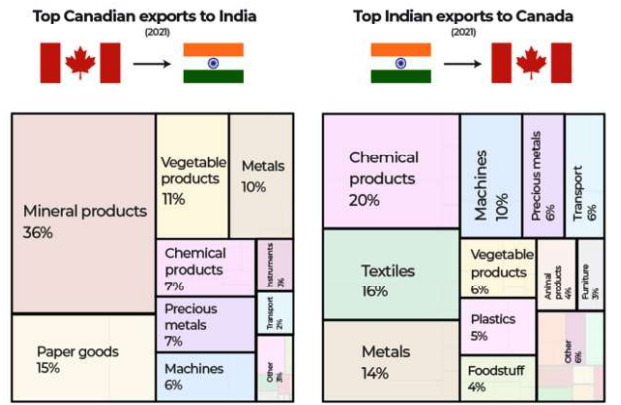 Top Canadian exports to India
(2021)
Top Indian exports to Canada
(2021)
Mineral products
36%
Paper goods
15%
Vegetable
products
11%
Metals
10%
Chemical
products
7%
Precious
metals
7%
Machines
6%
Instruments
Transport
2%
Other
Chemical
products
20%
Textiles
16%
Metals
14%
Machines
10%
Precious metals
6%
Transport
6%
Vegetable
products
6%
Plastics
5%
Foodstuff
4%
Animal
products
4%
Furniture
3%
Other
6%